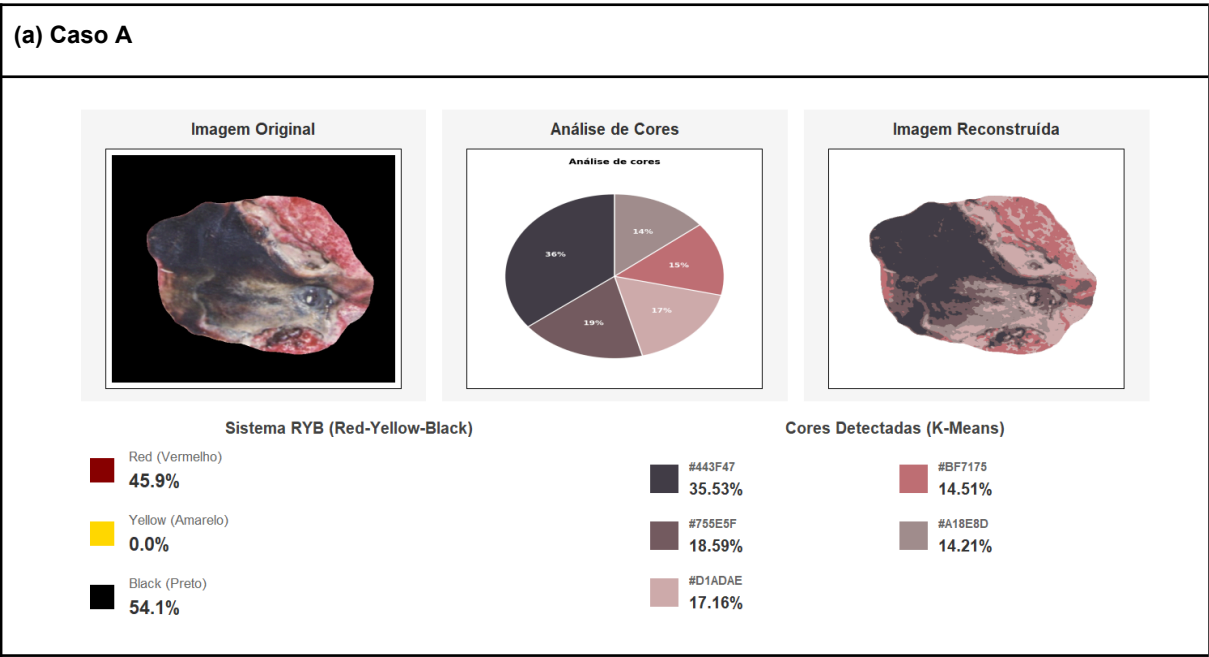 (a) Caso A
Imagem Original
Análise de Cores
Imagem Reconstruída
Análise de cores
14%
36%
15%
17%
19%
Sistema RYB (Red-Yellow-Black)
Cores Detectadas (K-Means)
Red (Vermelho)
45.9%
Yellow (Amarelo)
0.0%
Black (Preto)
54.1%
#443F47
35.53%
#BF7175
14.51%
#755E5F
18.59%
#A18E8D
14.21%
#D1ADAE
17.16%